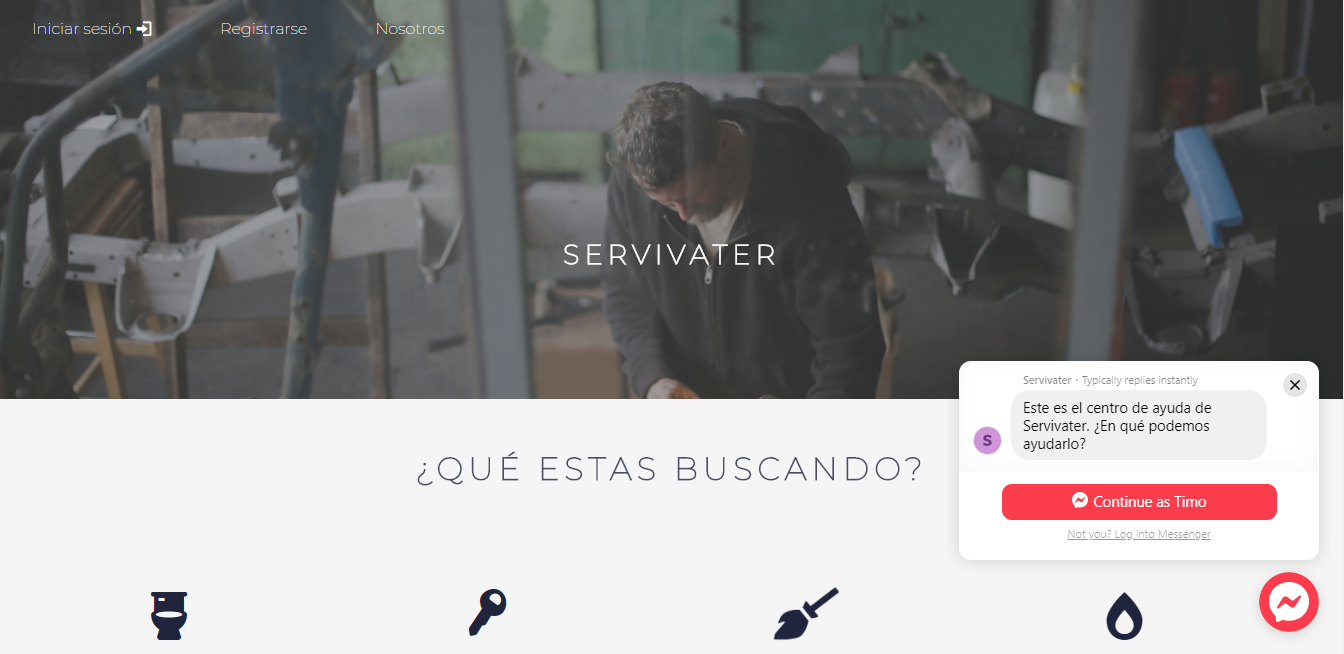 Iniciar sesión
Registrarse
Nosotros
SERVIVATER
¿QUÉ ESTAS BUSCANDO?
Servivater · Typically replies instantly
Este es el centro de ayuda de
Servivater. ¿En qué podemos
ayudarlo?
S
Continue as Timo
Not you? Log into Messenger